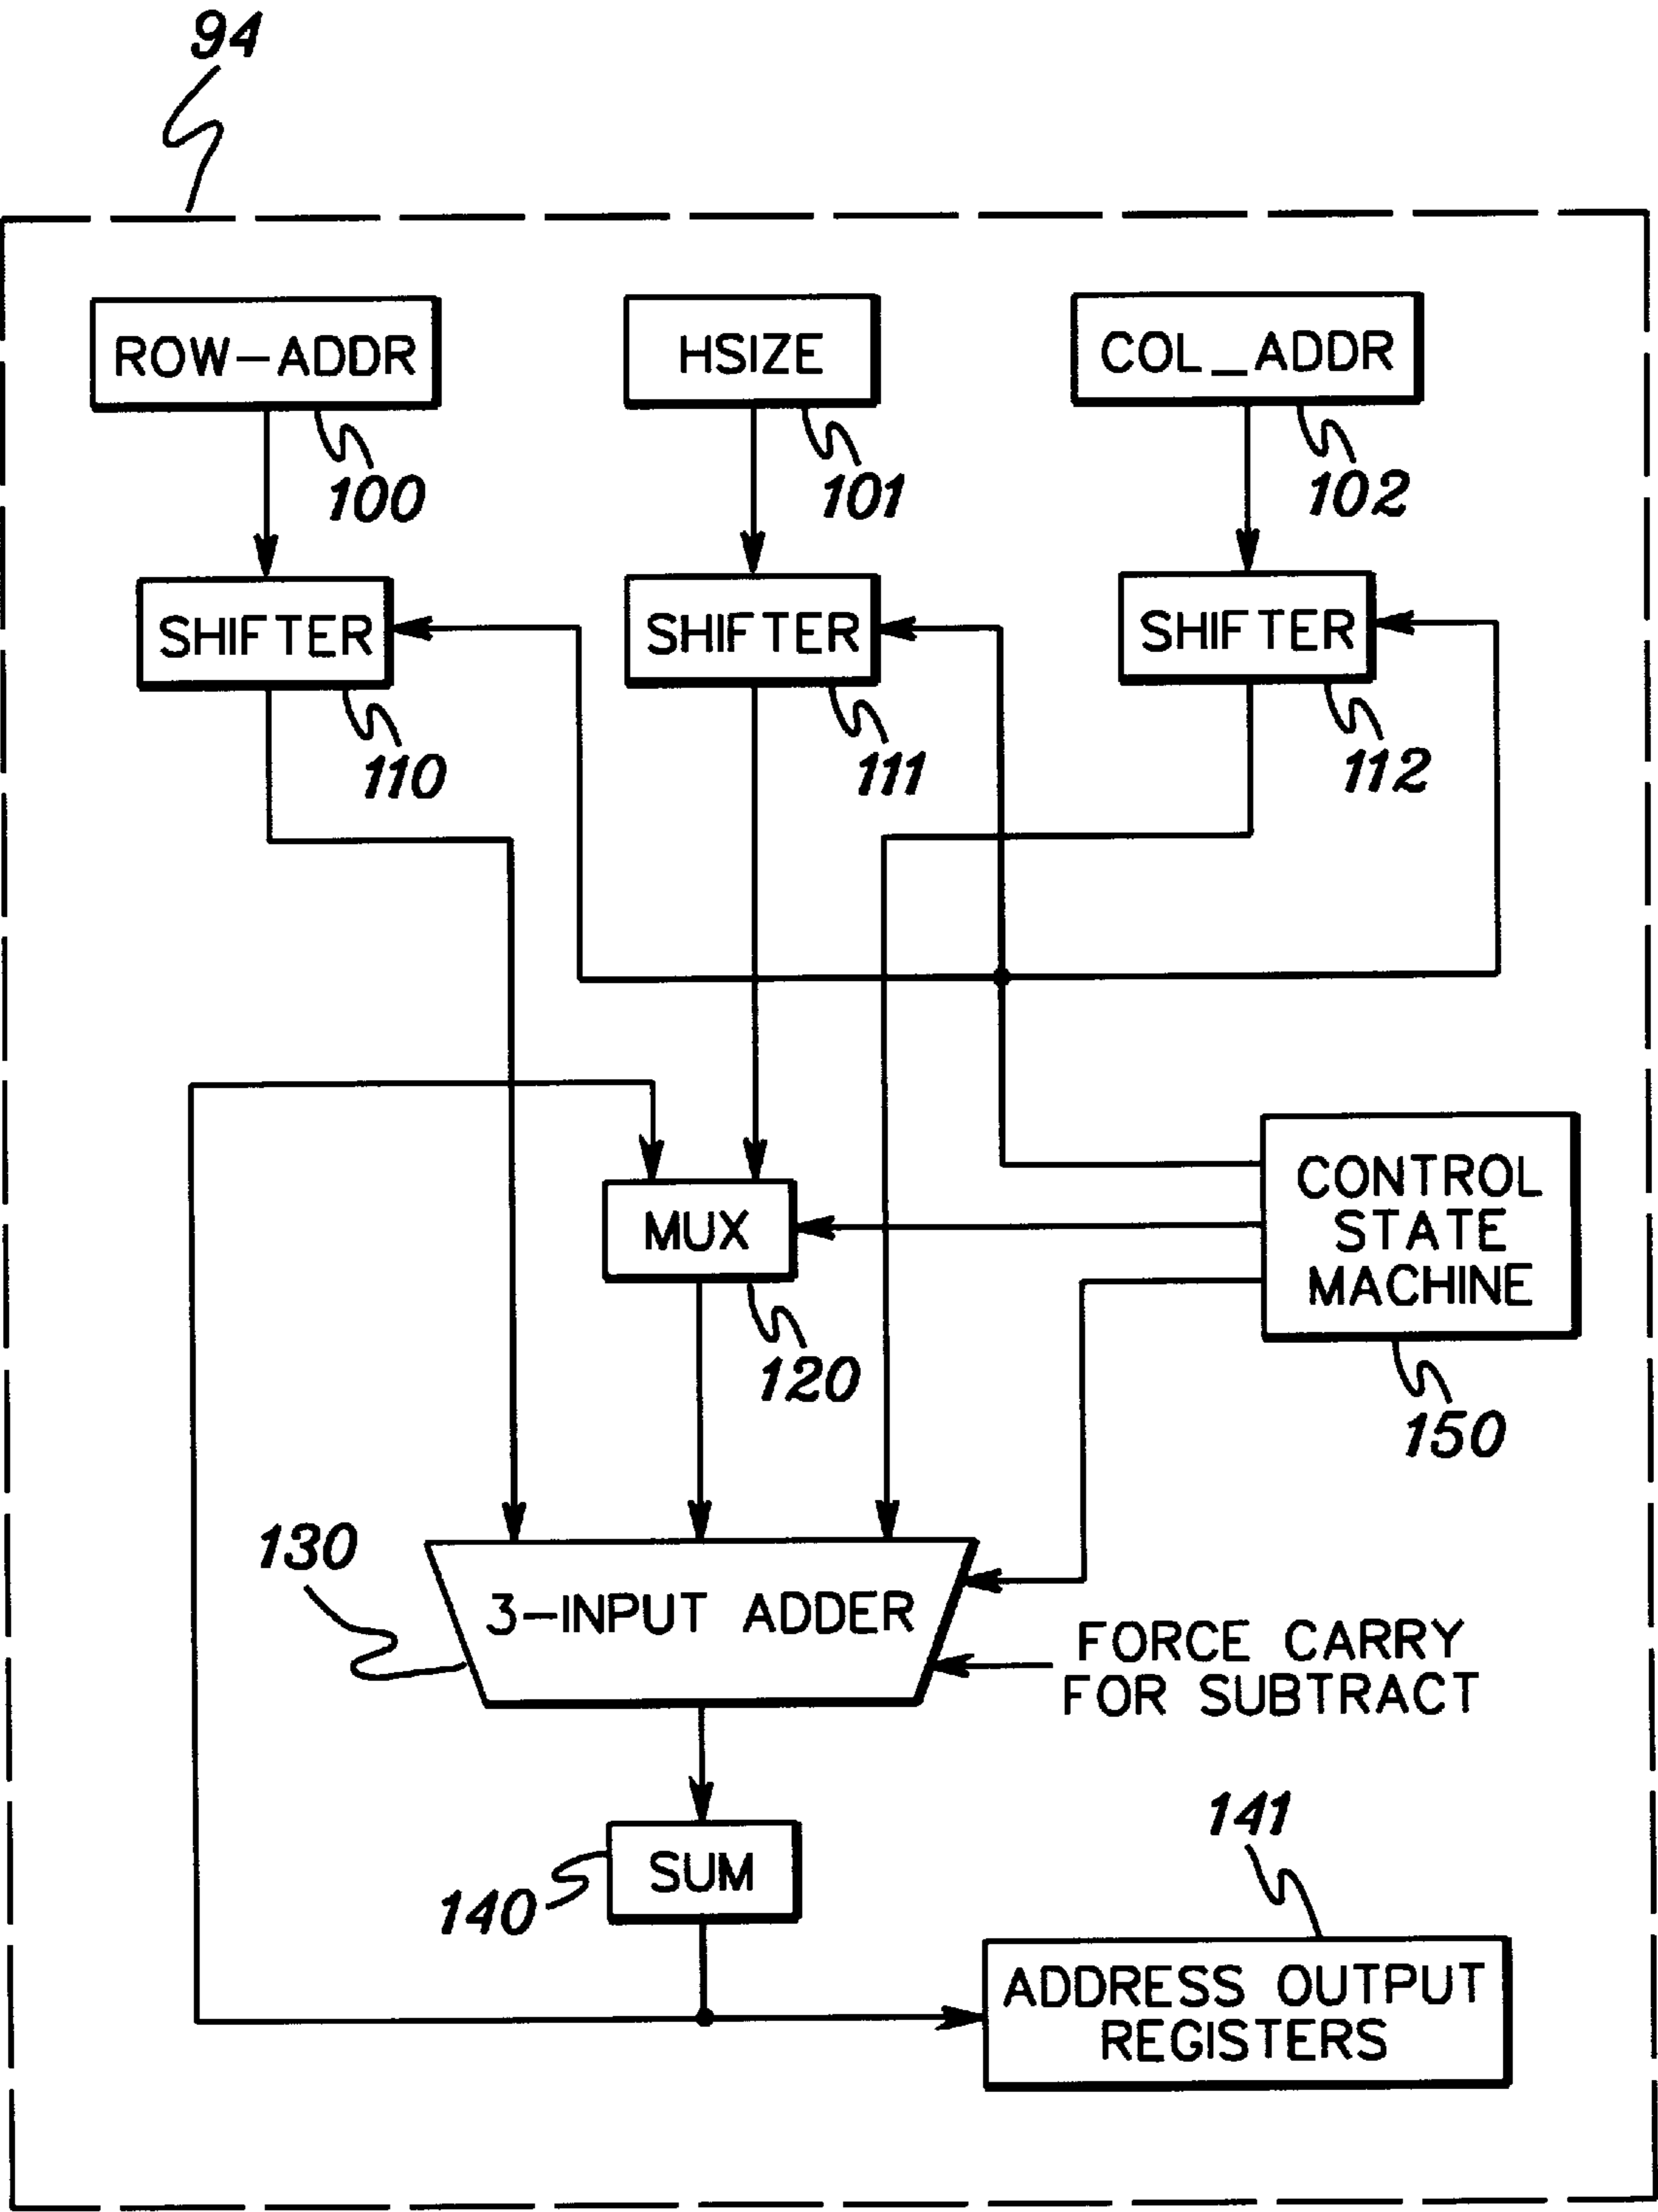 94
ROW-ADDR
HSIZE
COL_ADDR
100
101
102
SHIFTER
SHIFTER
SHIFTER
110
111
112
MUX
120
CONTROL
STATE
MACHINE
150
130
3-INPUT ADDER
FORCE CARRY
FOR SUBTRACT
SUM
140
141
ADDRESS OUTPUT
REGISTERS